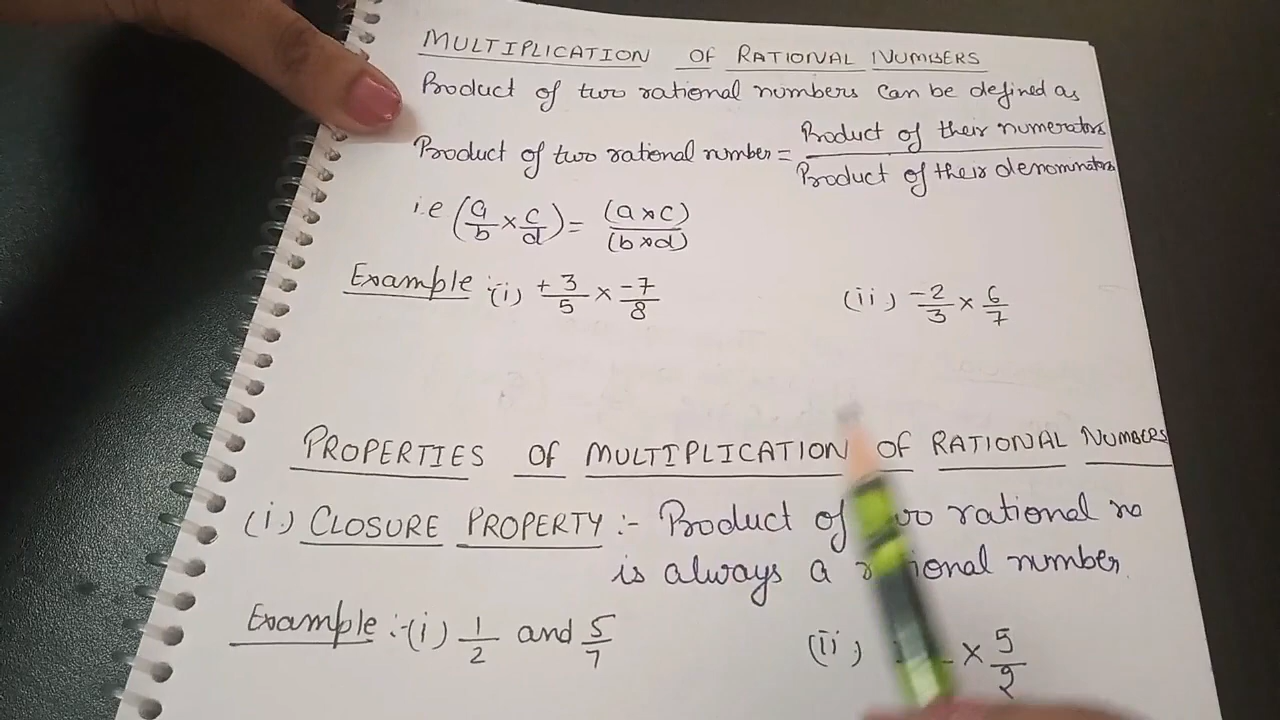 MULTIPLICATION OF RATIONAL NUMBERS
Product of two rational numbers can be defined as
Product of two rational number = Product of their numerators / Product of their denominators
i.e (a/b × c/d) = (a×c)/(b×d)
Example :- (i) +3/5 × -7/8 (ii) -2/3 × 6/7
PROPERTIES OF MULTIPLICATION OF RATIONAL NUMBERS
(i.) CLOSURE PROPERTY :- Product of rational no
is always a number.
Example :- (i) 1/2 and 5/7 (ii) × 5/9